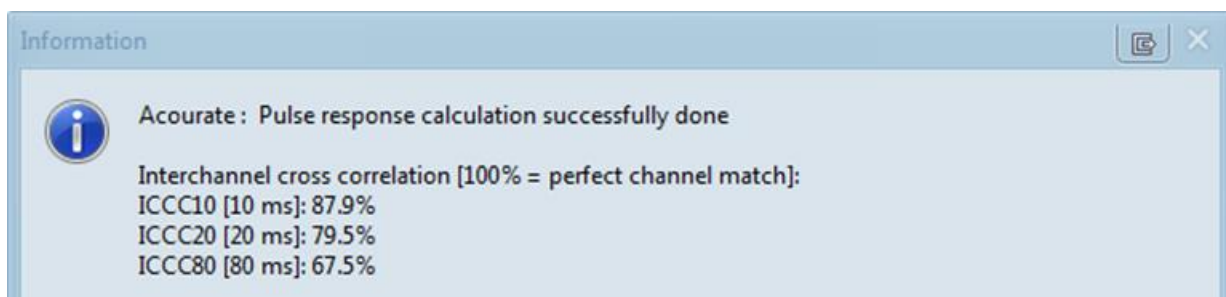 Information
Acourate : Pulse response calculation successfully done
Interchannel cross correlation [100% = perfect channel match]:
ICCC10 [10 ms]: 87.9%
ICCC20 [20 ms]: 79.5%
ICCC80 [80 ms]: 67.5%